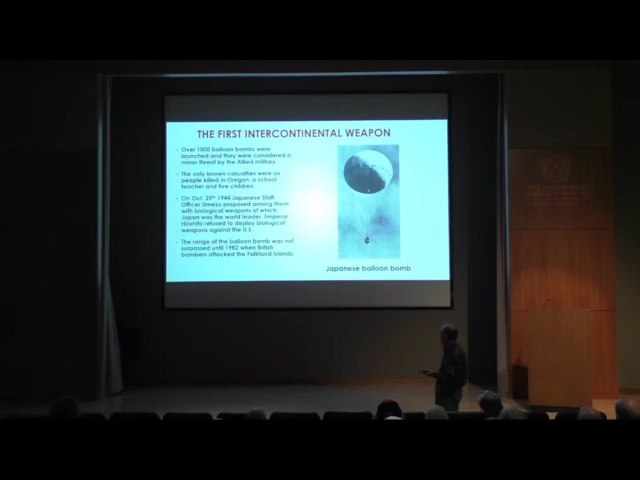 THE FIRST INTERCONTINENTAL WEAPON
- Over 1000 balloon bombs were
launched and they were considered a
minor threat by the Allied military
- The only known casualties were six
people killed in Oregon, a school
teacher and five children.
- On Oct. 25th 1944 Japanese Staff
Officer Umezu proposed arming them
with biological weapons of which
Japan was the world leader. Emperor
Hirohito refused to deploy biological
weapons against the U.S.
- The range of the balloon bomb was not
surpassed until 1982 when British
bombers attacked the Falkland Islands.
Japanese balloon bomb